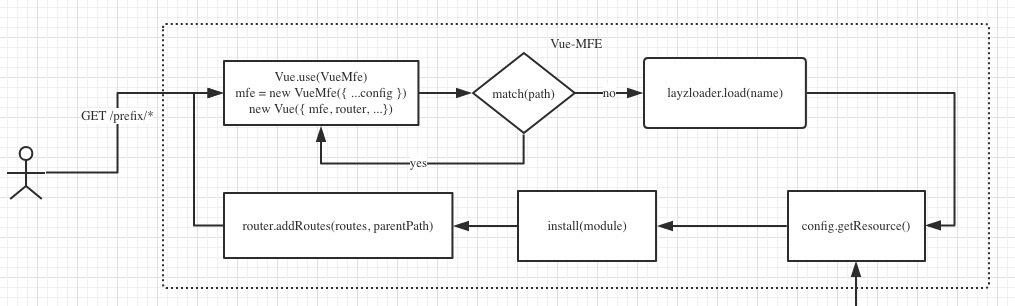 Vue-MFE
Vue.use(VueMfe)
mfe = new VueMfe({ ...config })
new Vue({ mfe, router, ...})
match(path)
no
layzloader.load(name)
GET /prefix/*
yes
router.addRoutes(routes, parentPath)
install(module)
config.getResource()